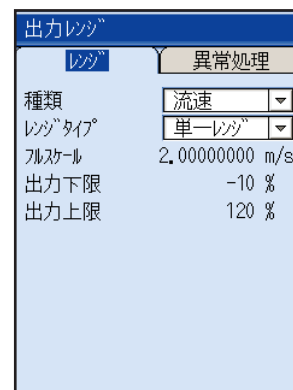 出力ﾚﾝｼﾞ
ﾚﾝｼﾞ 異常処理
種類 流速
ﾚﾝｼﾞﾀｲﾌﾟ 単一ﾚﾝｼﾞ
ﾌﾙｽｹｰﾙ 2.00000000 m/s
出力下限 -10 %
出力上限 120 %